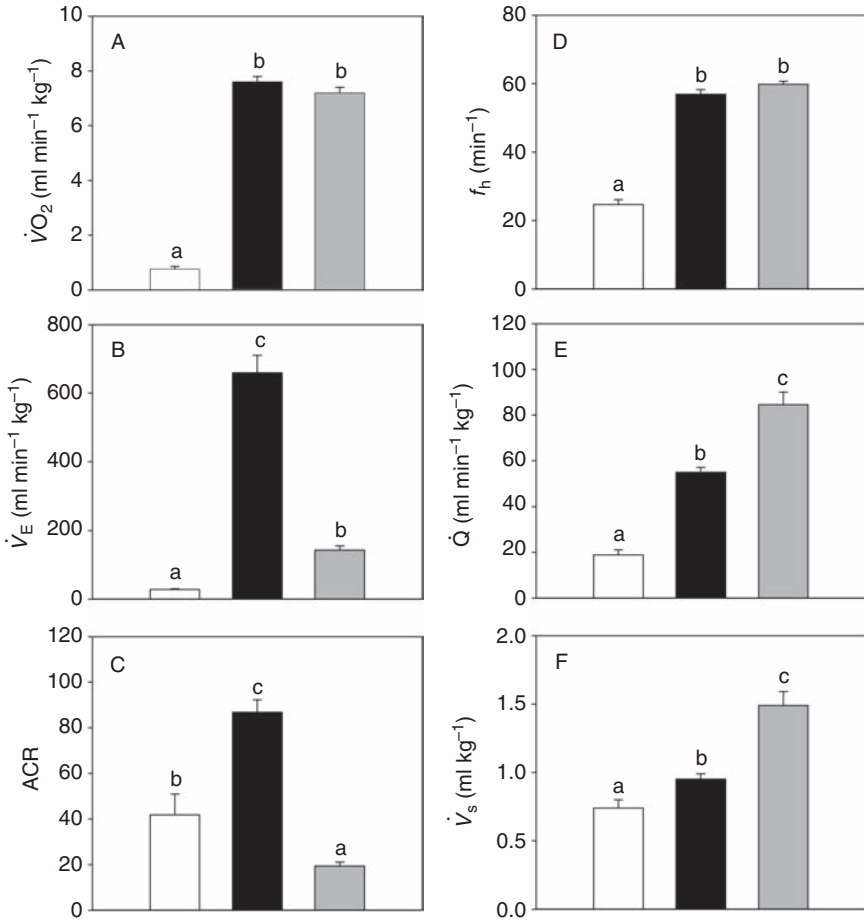 A
V̇O₂ (ml min⁻¹ kg⁻¹)
10
8
6
4
2
0
a
b
b
D
fₕ (min⁻¹)
80
60
40
20
0
a
b
b
B
V̇E (ml min⁻¹ kg⁻¹)
800
600
400
200
0
a
c
b
E
Q̇ (ml min⁻¹ kg⁻¹)
120
100
80
60
40
20
0
a
b
c
C
ACR
120
100
80
60
40
20
0
b
c
a
F
V̇ₛ (ml kg⁻¹)
2.0
1.5
1.0
0.5
0.0
a
b
c